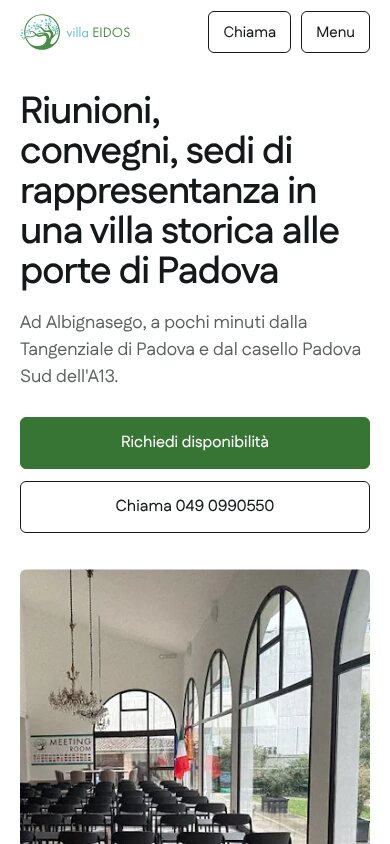 villa EIDOS
Chiama
Menu
Riunioni,
convegni, sedi di
rappresentanza in
una villa storica alle
porte di Padova
Ad Albignasego, a pochi minuti dalla
Tangenziale di Padova e dal casello Padova
Sud dell'A13.
Richiedi disponibilità
Chiama 049 0990550
MEETING
ROOM